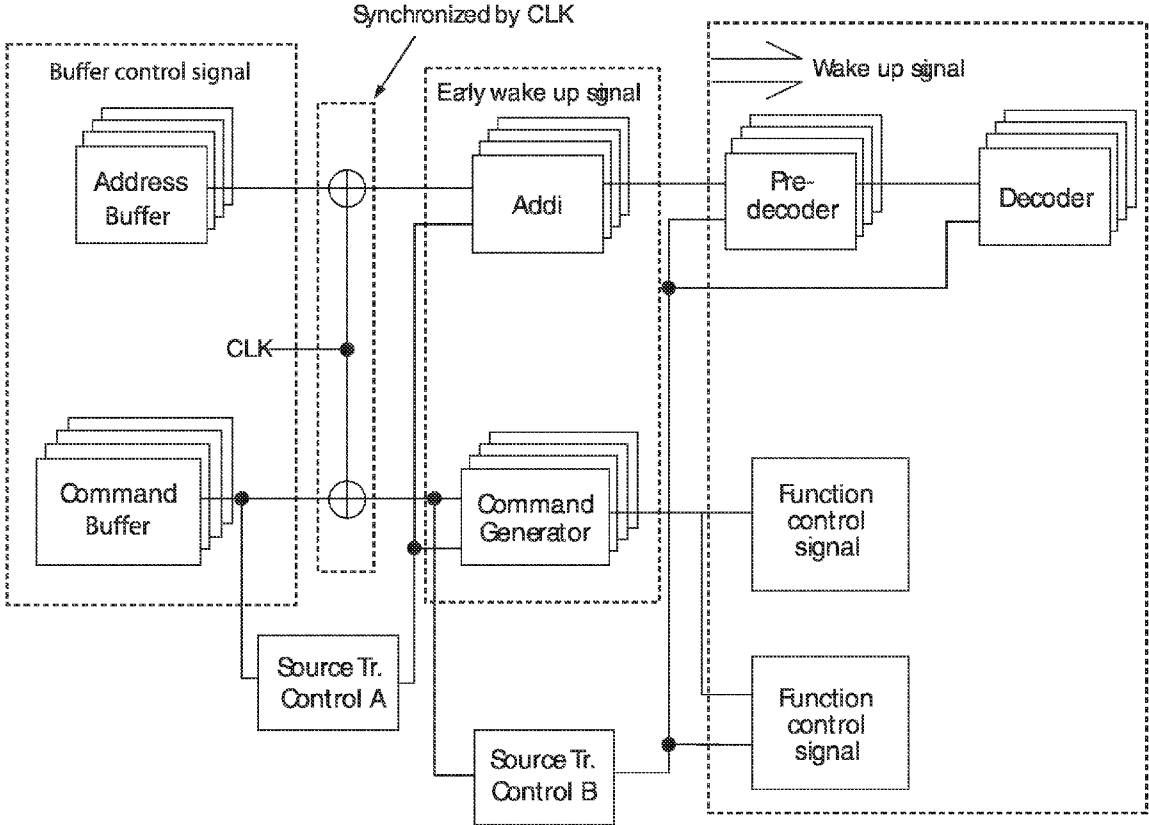 Synchronized by CLK
Buffer control signal
Early wake up signal
Wake up signal
Address
Buffer
Addi
Pre-
decoder
Decoder
CLK
Command
Buffer
Command
Generator
Function
control
signal
Source Tr.
Control A
Function
control
signal
Source Tr.
Control B